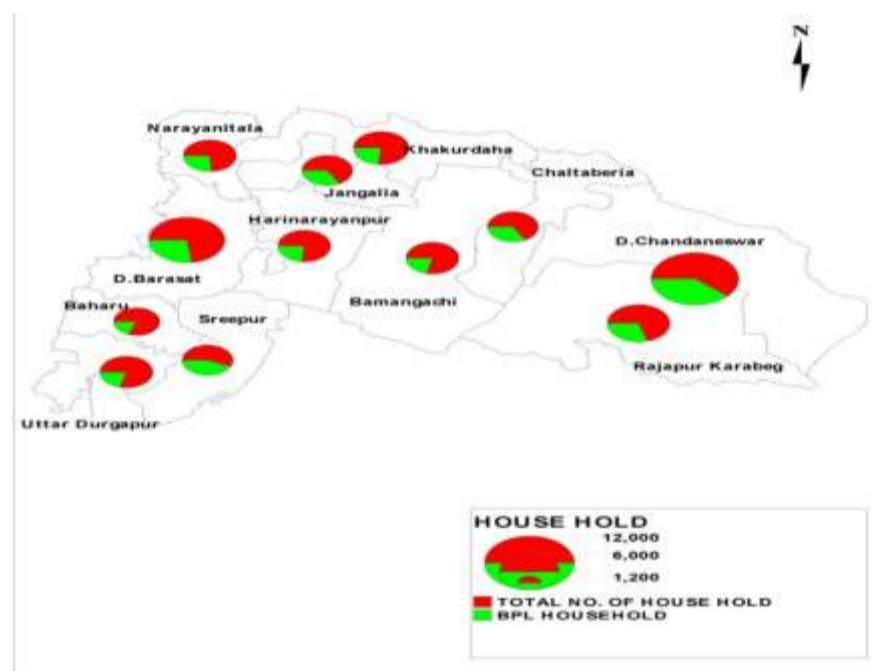 N
Narayanitala
Khakurdaha
Chaltaberia
Jangalia
Harinarayanpur
D.Chandaneswar
D.Barasat
Bamangachi
Baharu
Sreepur
Rajapur Karabeg
Uttar Durgapur
HOUSE HOLD
12,000
6,000
1,200
TOTAL NO. OF HOUSE HOLD
BPL HOUSEHOLD